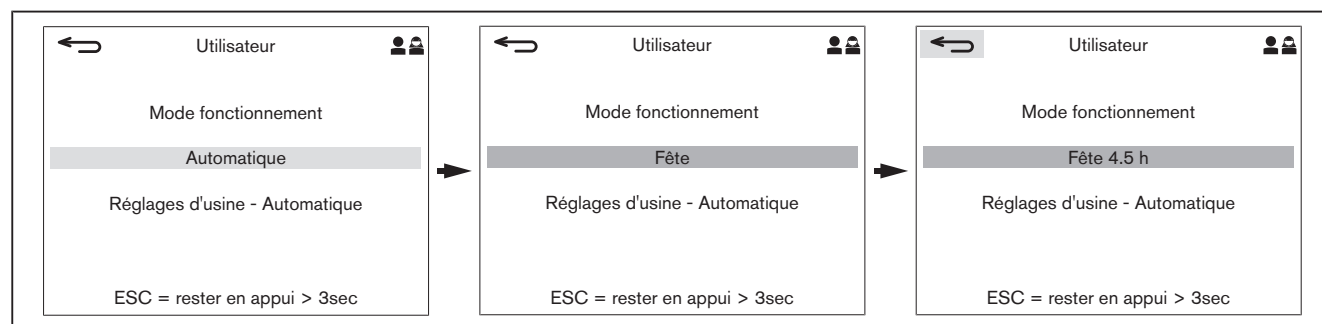 Utilisateur
Mode fonctionnement
Automatique
Réglages d'usine - Automatique
ESC = rester en appui > 3sec
Utilisateur
Mode fonctionnement
Fête
Réglages d'usine - Automatique
ESC = rester en appui > 3sec
Utilisateur
Mode fonctionnement
Fête 4.5 h
Réglages d'usine - Automatique
ESC = rester en appui > 3sec